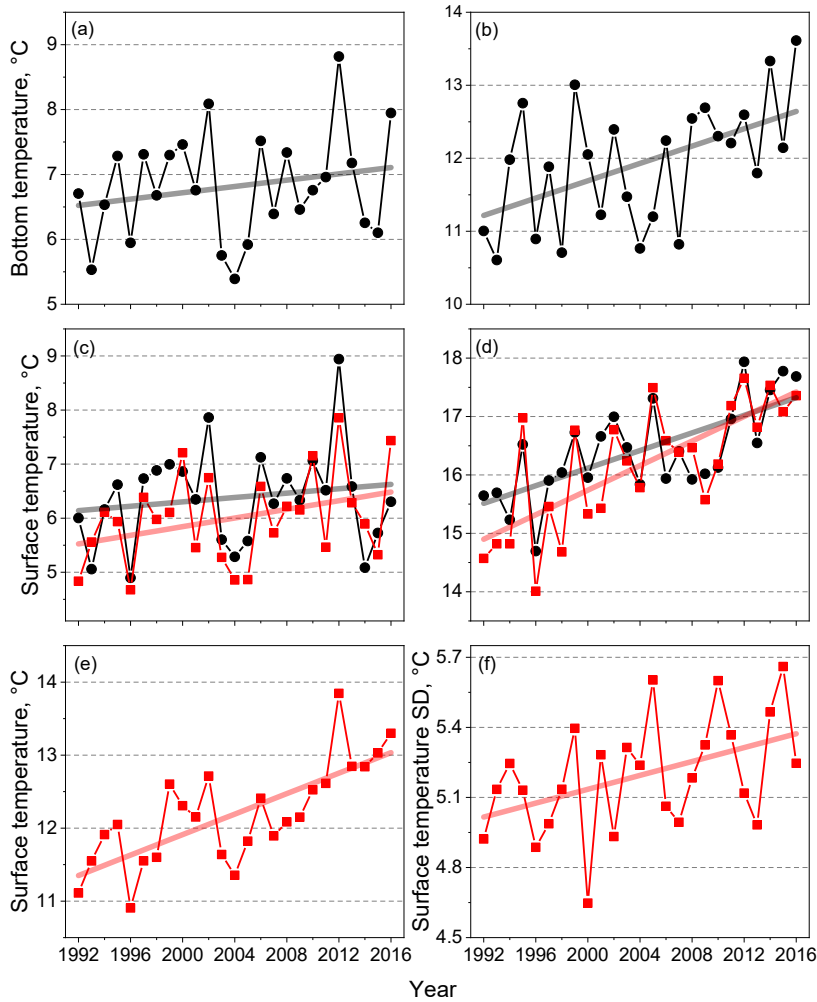 (a)
(b)
Bottom temperature, °C
9
8
7
6
5
14
13
12
11
10
(c)
(d)
Surface temperature, °C
9
8
7
6
5
18
17
16
15
14
(e)
(f)
Surface temperature, °C
14
13
12
11
Surface temperature SD, °C
5.7
5.4
5.1
4.8
4.5
1992 1996 2000 2004 2008 2012 2016
1992 1996 2000 2004 2008 2012 2016
Year